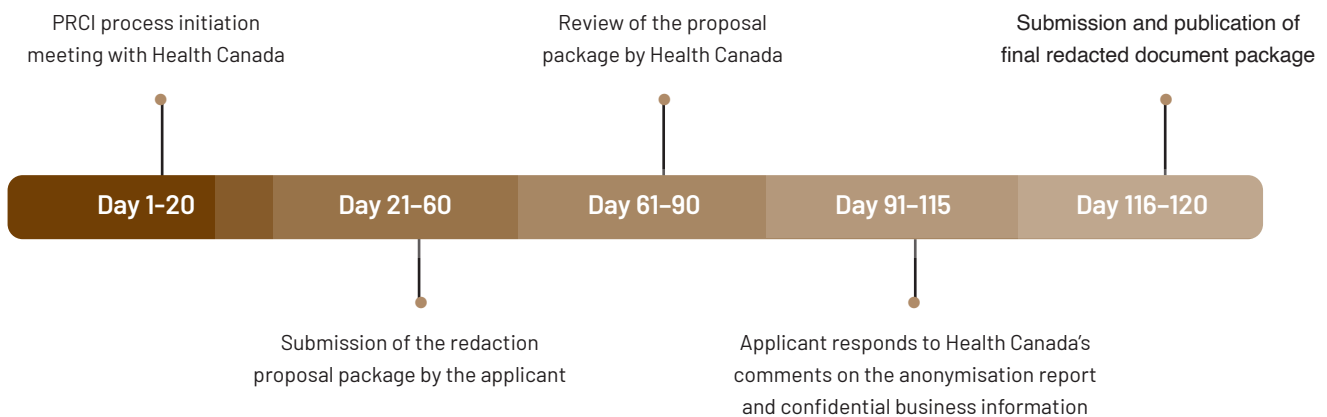 PRCI process initiation
meeting with Health Canada
Review of the proposal
package by Health Canada
Submission and publication of
final redacted document package
Day 1-20
Day 21–60
Day 61–90
Day 91–115
Day 116–120
Submission of the redaction
proposal package by the applicant
Applicant responds to Health Canada’s
comments on the anonymisation report
and confidential business information